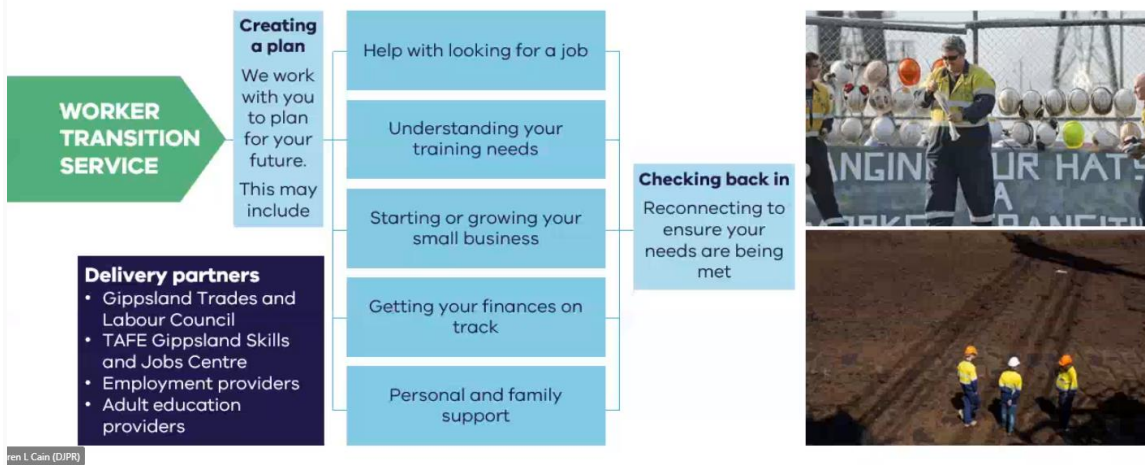 WORKER
TRANSITION
SERVICE
Creating
a plan
We work
with you
to plan
for your
future.
This may
include
Help with looking for a job
Understanding your
training needs
Starting or growing your
small business
Getting your finances on
track
Personal and family
support
Checking back in
Reconnecting to
ensure your
needs are being
met
Delivery partners
• Gippsland Trades and
Labour Council
• TAFE Gippsland Skills
and Jobs Centre
• Employment providers
• Adult education
providers
UR HATS
A
ren L Cain (DJPR)